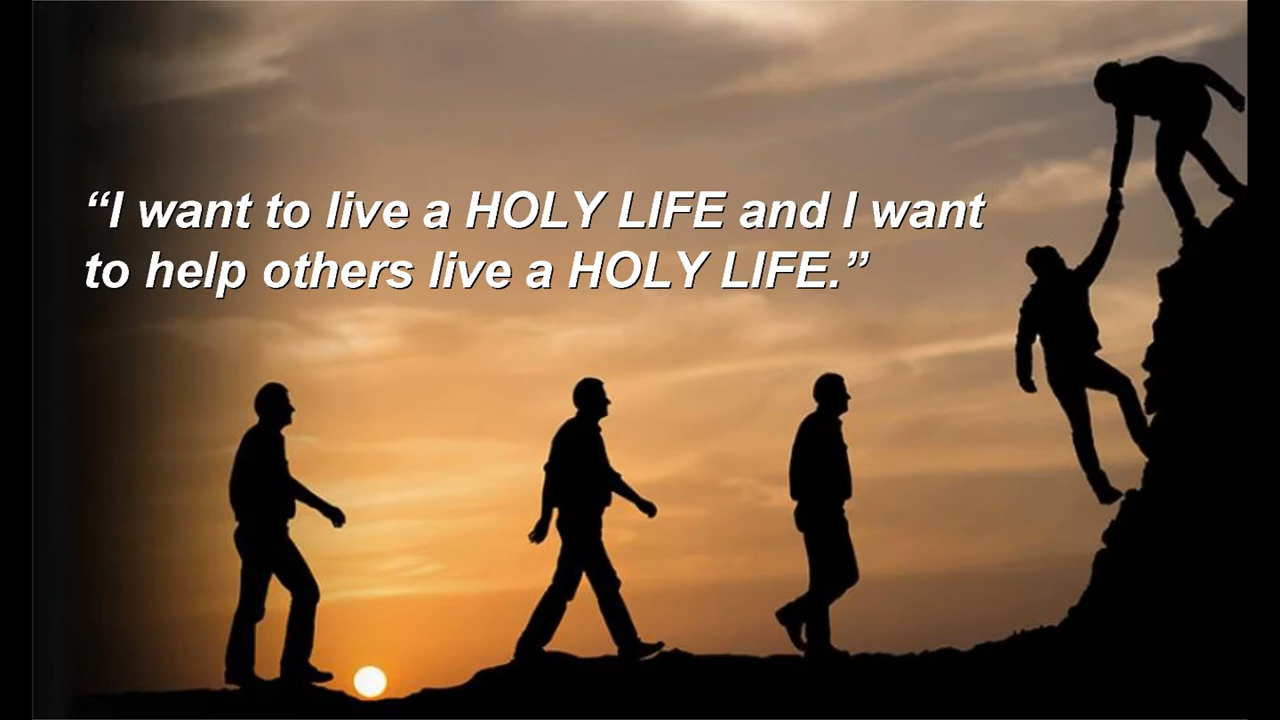 “I want to live a HOLY LIFE and I want
to help others live a HOLY LIFE.”